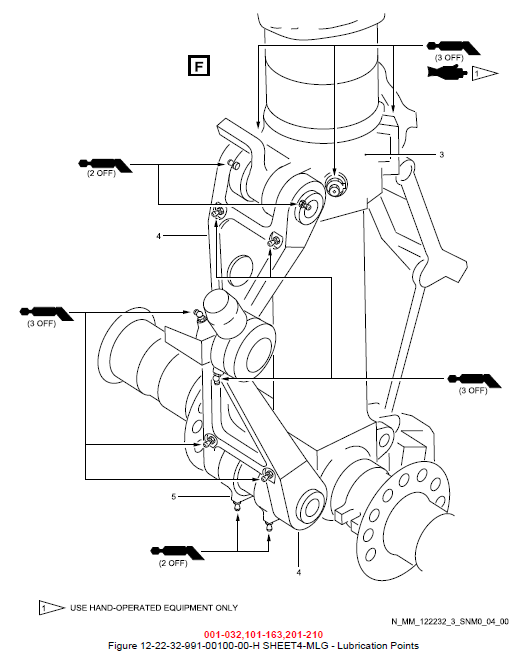 (3 OFF)
F
1
3
(2 OFF)
4
(3 OFF)
(3 OFF)
5
(2 OFF)
4
1 USE HAND-OPERATED EQUIPMENT ONLY
N_MM_122232_3_SNM0_04_00
001-032,101-163,201-210
Figure 12-22-32-991-00100-00-H SHEET4-MLG - Lubrication Points